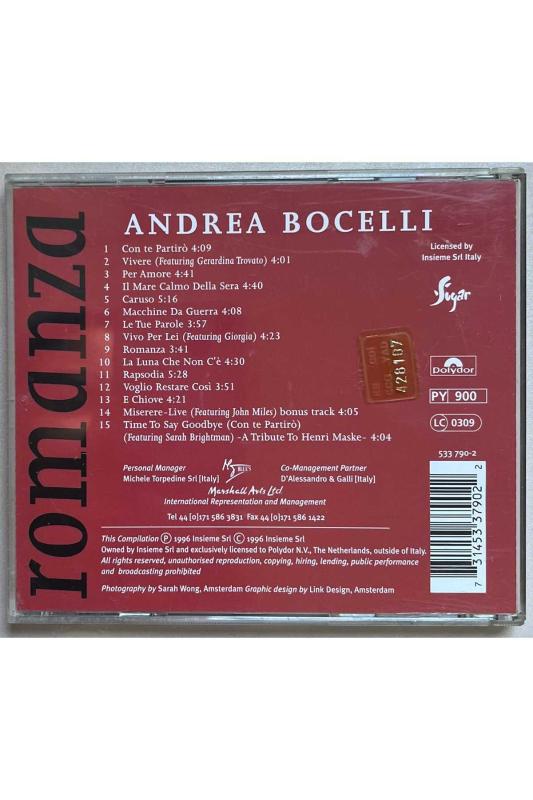 romanza
ANDREA BOCELLI
1 Con te Partirò 4:09
2 Vivere (Featuring Gerardina Trovato) 4:01
3 Per Amore 4:41
4 Il Mare Calmo Della Sera 4:40
5 Caruso 5:16
6 Macchine Da Guerra 4:08
7 Le Tue Parole 3:57
8 Vivo Per Lei (Featuring Giorgia) 4:23
9 Romanza 3:41
10 La Luna Che Non C'è 4:30
11 Rapsodia 5:28
12 Voglio Restare Così 3:51
13 E Chiove 4:21
14 Miserere-Live (Featuring John Miles) bonus track 4:05
15 Time To Say Goodbye (Con te Partirò)
(Featuring Sarah Brightman) -A Tribute To Henri Maske- 4:04
Licensed by
Insieme Srl Italy
Sugar
Polydor
PY 900
LC 0309
533 790-2
428107
Personal Manager
Michele Torpedine Srl [Italy]
Co-Management Partner
D'Alessandro & Galli [Italy]
Marshall Arts Ltd
International Representation and Management
Tel 44 [0]171 586 3831 Fax 44 [0]171 586 1422
This Compilation Ⓟ 1996 Insieme Srl Ⓒ 1996 Insieme Srl
Owned by Insieme Srl and exclusively licensed to Polydor N.V., The Netherlands, outside of Italy.
All rights reserved, unauthorised reproduction, copying, hiring, lending, public performance
and broadcasting prohibited
Photography by Sarah Wong, Amsterdam Graphic design by Link Design, Amsterdam
7 31453 37902 2